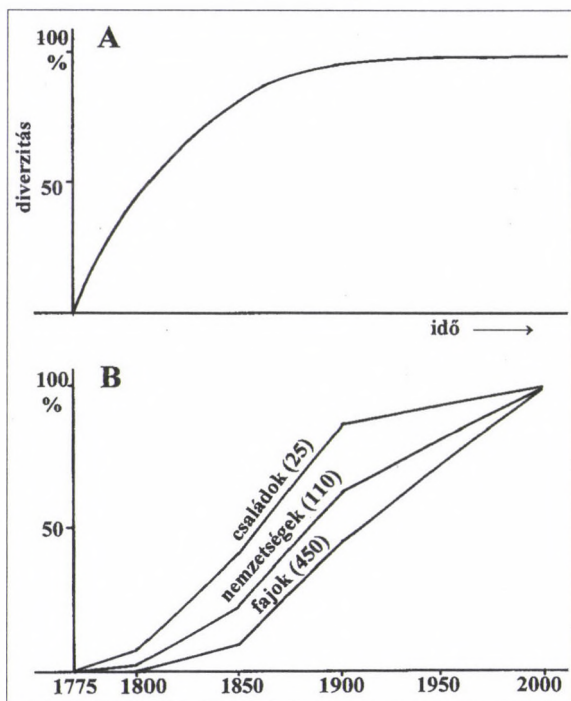 100
%
A
50
diverzitás
idő
100
%
B
50
családok (25)
nemzetségek (110)
fajok (450)
1775 1800 1850 1900 1950 2000